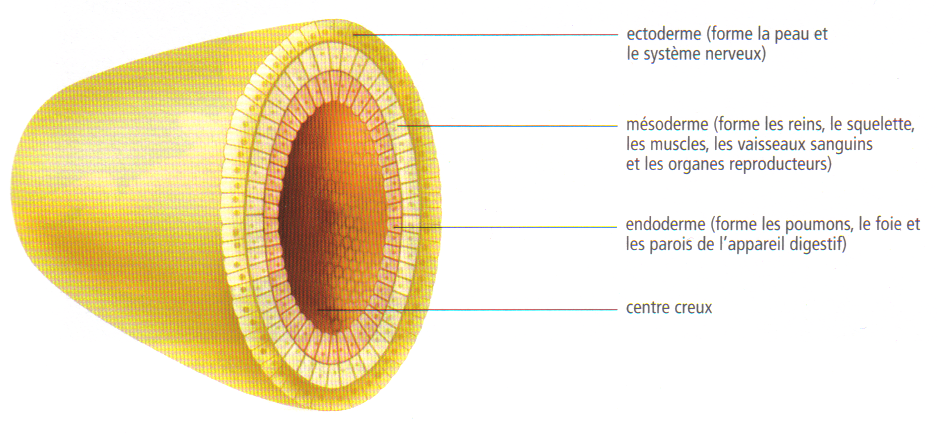 ectoderme (forme la peau et
le système nerveux)
mésoderme (forme les reins, le squelette,
les muscles, les vaisseaux sanguins
et les organes reproducteurs)
endoderme (forme les poumons, le foie et
les parois de l'appareil digestif)
centre creux